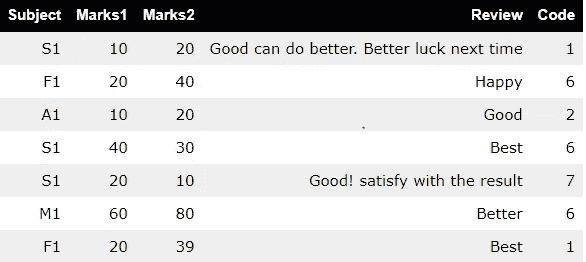 Subject Marks1 Marks2 Review Code
S1 10 20 Good can do better. Better luck next time 1
F1 20 40 Happy 6
A1 10 20 Good 2
S1 40 30 Best 6
S1 20 10 Good! satisfy with the result 7
M1 60 80 Better 6
F1 20 39 Best 1